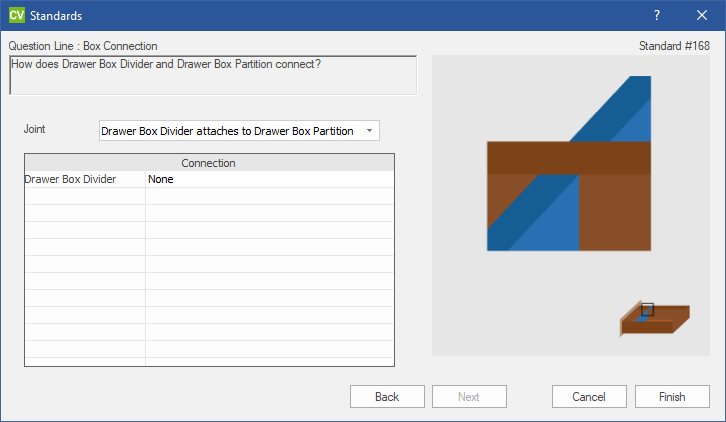 CV Standards
Question Line : Box Connection
Standard #168
How does Drawer Box Divider and Drawer Box Partition connect?
Joint
Drawer Box Divider attaches to Drawer Box Partition
Connection
Drawer Box Divider None
Back
Next
Cancel
Finish